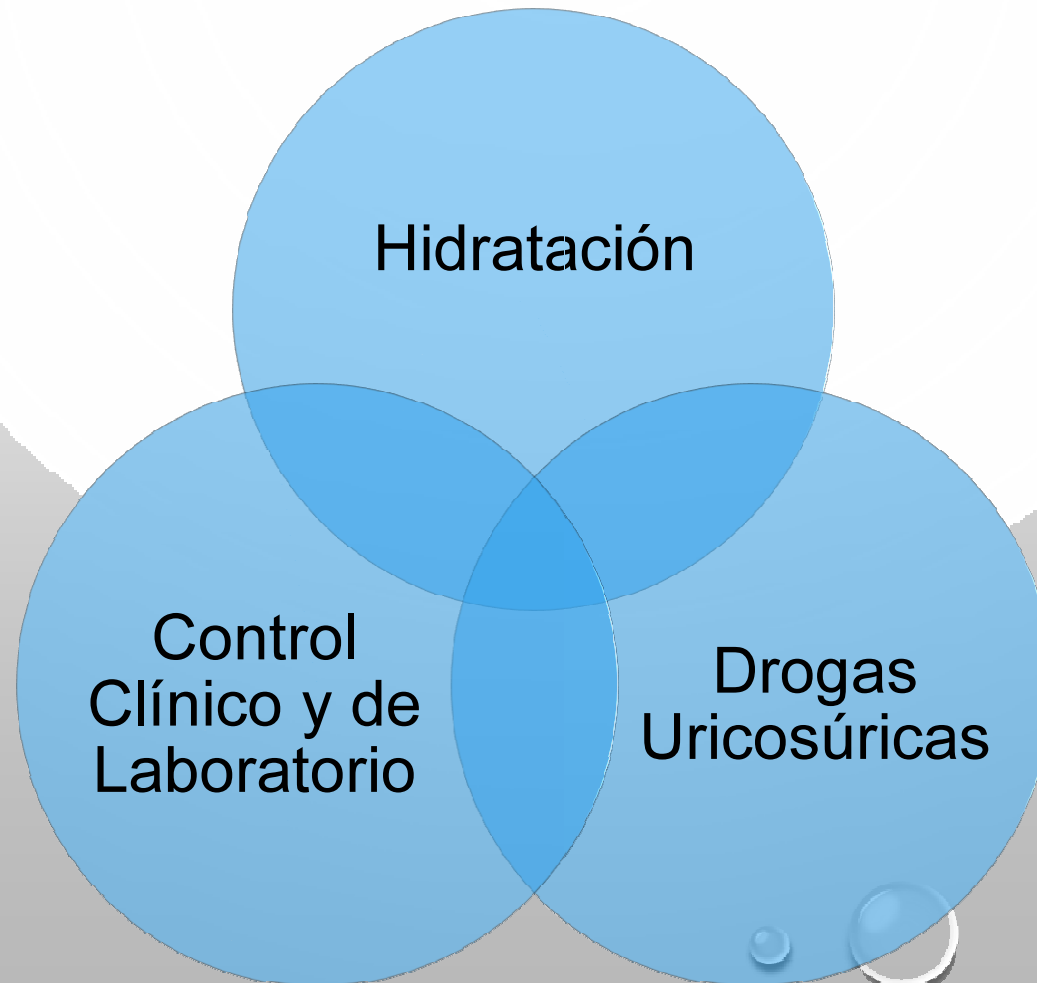 Hidratación
Control
Clínico y de
Laboratorio
Drogas
Uricosúricas